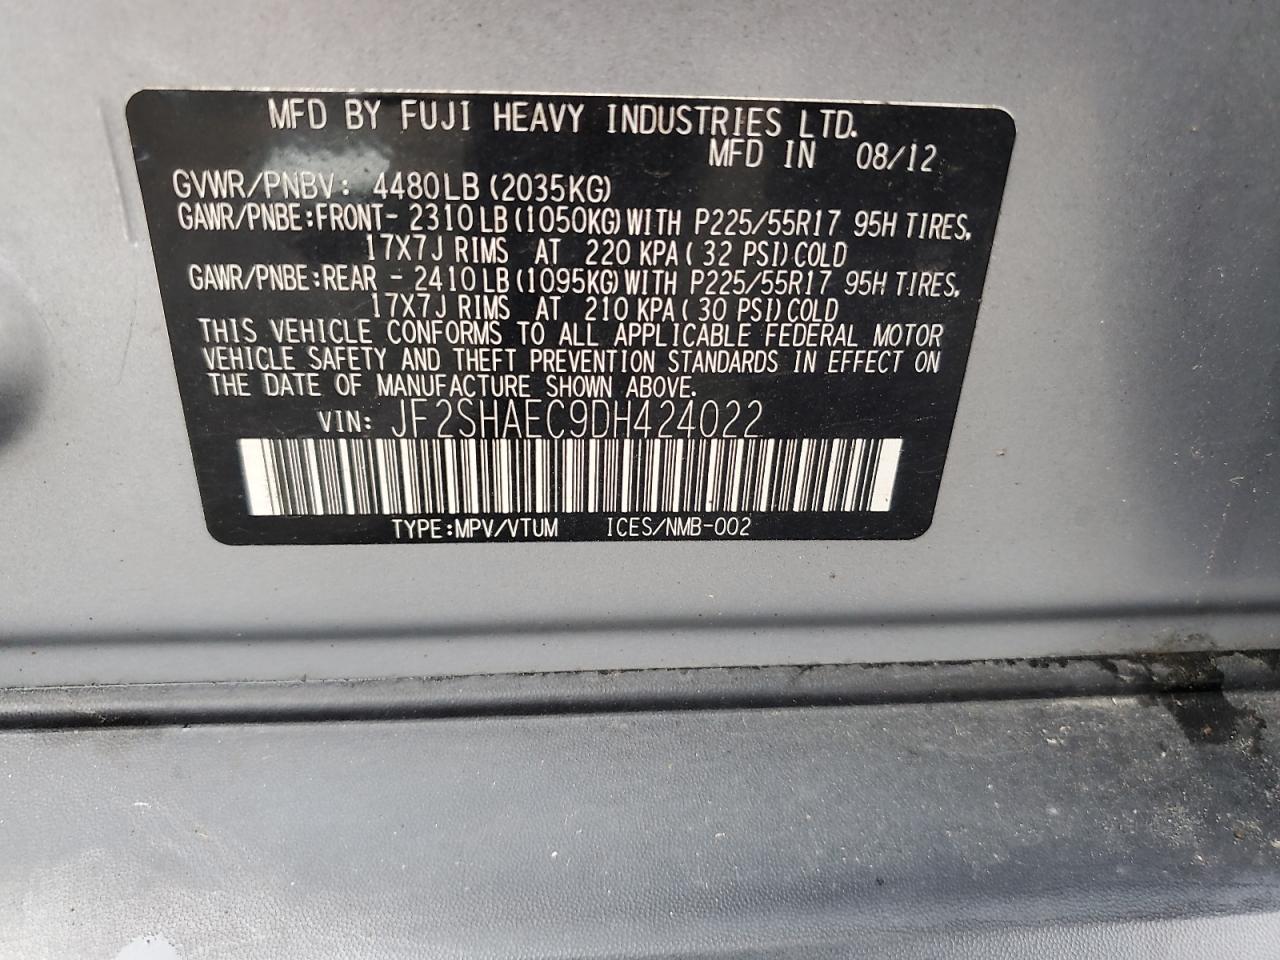 MFD BY FUJI HEAVY INDUSTRIES LTD.
MFD IN 08/12
GVWR/PNBV: 4480LB (2035KG)
GAWR/PNBE:FRONT- 2310LB (1050KG) WITH P225/55R17 95H TIRES,
17X7J RIMS AT 220 KPA ( 32 PSI) COLD
GAWR/PNBE:REAR - 2410LB (1095KG) WITH P225/55R17 95H TIRES,
17X7J RIMS AT 210 KPA ( 30 PSI) COLD
THIS VEHICLE CONFORMS TO ALL APPLICABLE FEDERAL MOTOR
VEHICLE SAFETY AND THEFT PREVENTION STANDARDS IN EFFECT ON
THE DATE OF MANUFACTURE SHOWN ABOVE.
VIN: JF2SHAEC9DH424022
TYPE:MPV/VTUM ICES/NMB-002